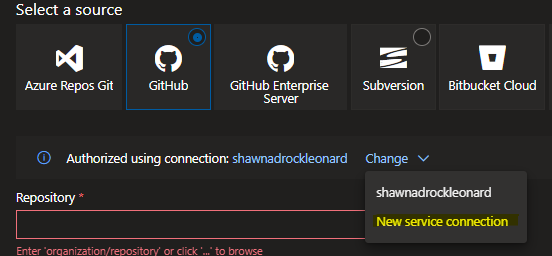 Select a source
Azure Repos Git
GitHub
GitHub Enterprise
Server
Subversion
Bitbucket Cloud
Authorized using connection: shawnadrockleonard Change
shawnadrockleonard
New service connection
Repository *
Enter 'organization/repository' or click '...' to browse